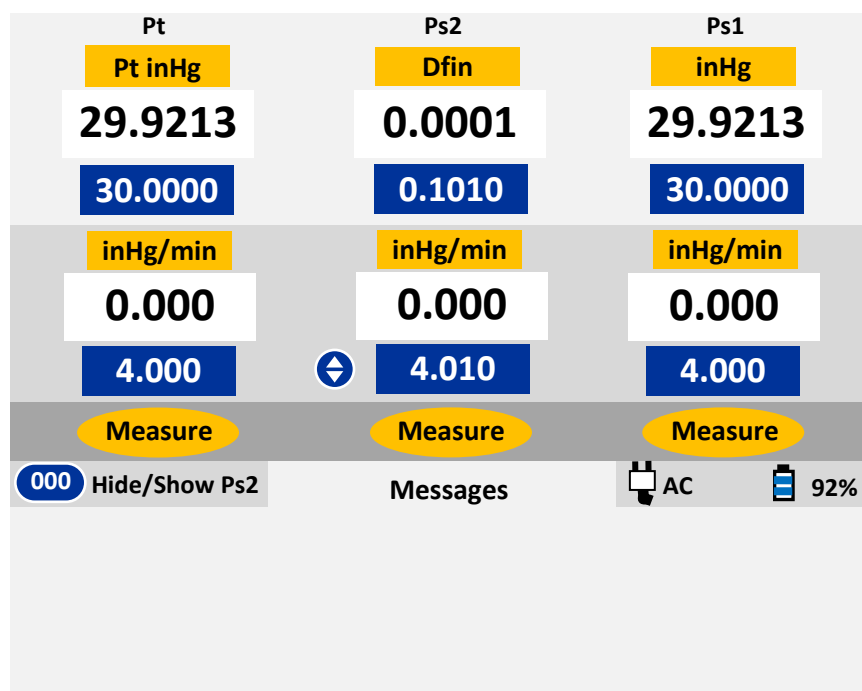 Pt Ps2 Ps1
Pt inHg Dfin inHg
29.9213 0.0001 29.9213
30.0000 0.1010 30.0000
inHg/min inHg/min inHg/min
0.000 0.000 0.000
4.000 4.010 4.000
Measure Measure Measure
000 Hide/Show Ps2 Messages AC 92%